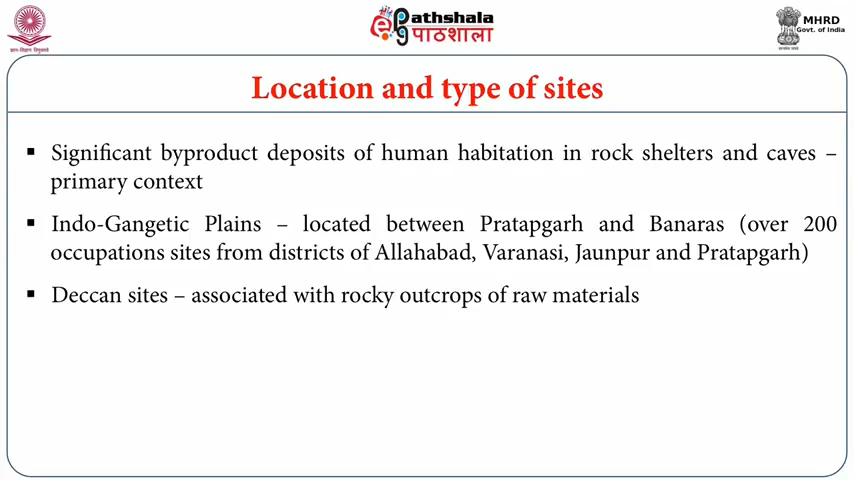 ePathshala
पाठशाला
MHRD
Govt. of India
Location and type of sites
▪ Significant byproduct deposits of human habitation in rock shelters and caves –
primary context
▪ Indo-Gangetic Plains – located between Pratapgarh and Banaras (over 200
occupations sites from districts of Allahabad, Varanasi, Jaunpur and Pratapgarh)
▪ Deccan sites – associated with rocky outcrops of raw materials